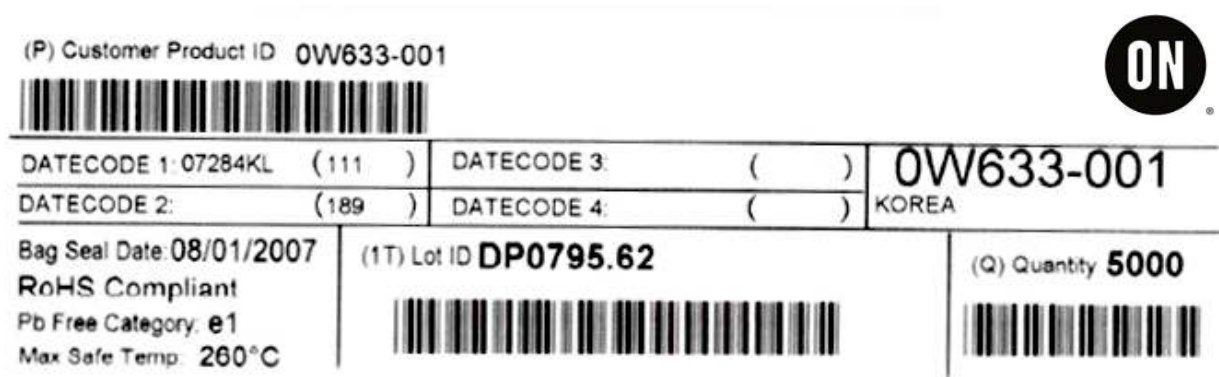 (P) Customer Product ID 0W633-001
ON
®
DATECODE 1: 07284KL (111 )
DATECODE 3: ( )
0W633-001
DATECODE 2: (189 )
DATECODE 4: ( )
KOREA
Bag Seal Date: 08/01/2007
(1T) Lot ID DP0795.62
(Q) Quantity 5000
RoHS Compliant
Pb Free Category: e1
Max Safe Temp: 260°C